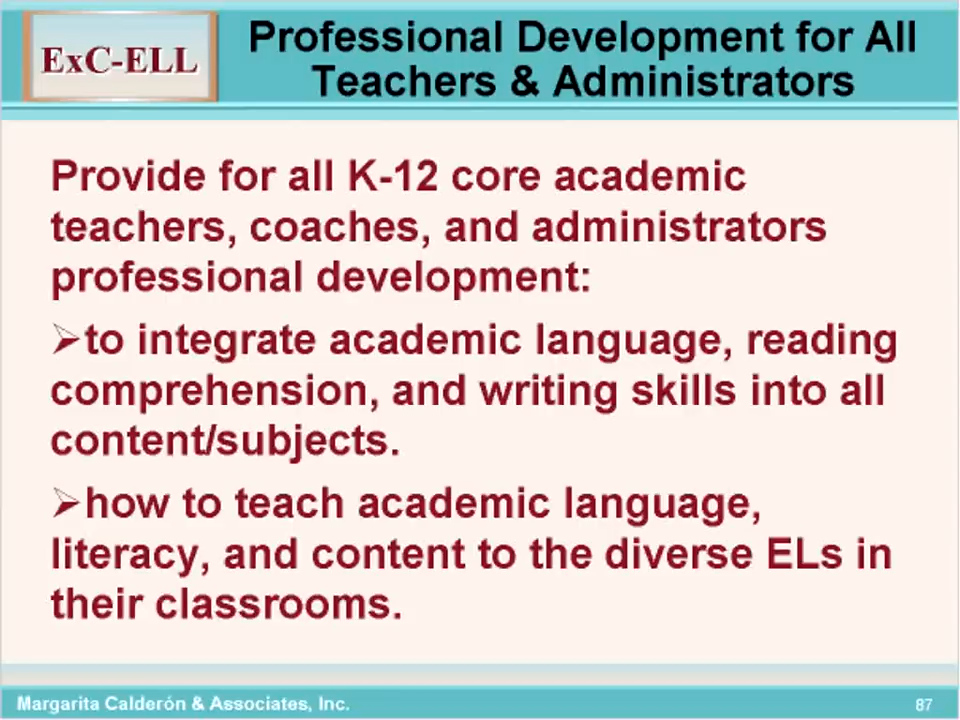 ExC-ELL
Professional Development for All
Teachers & Administrators
Provide for all K-12 core academic
teachers, coaches, and administrators
professional development:
➢to integrate academic language, reading
comprehension, and writing skills into all
content/subjects.
➢how to teach academic language,
literacy, and content to the diverse ELs in
their classrooms.
Margarita Calderón & Associates, Inc.
87